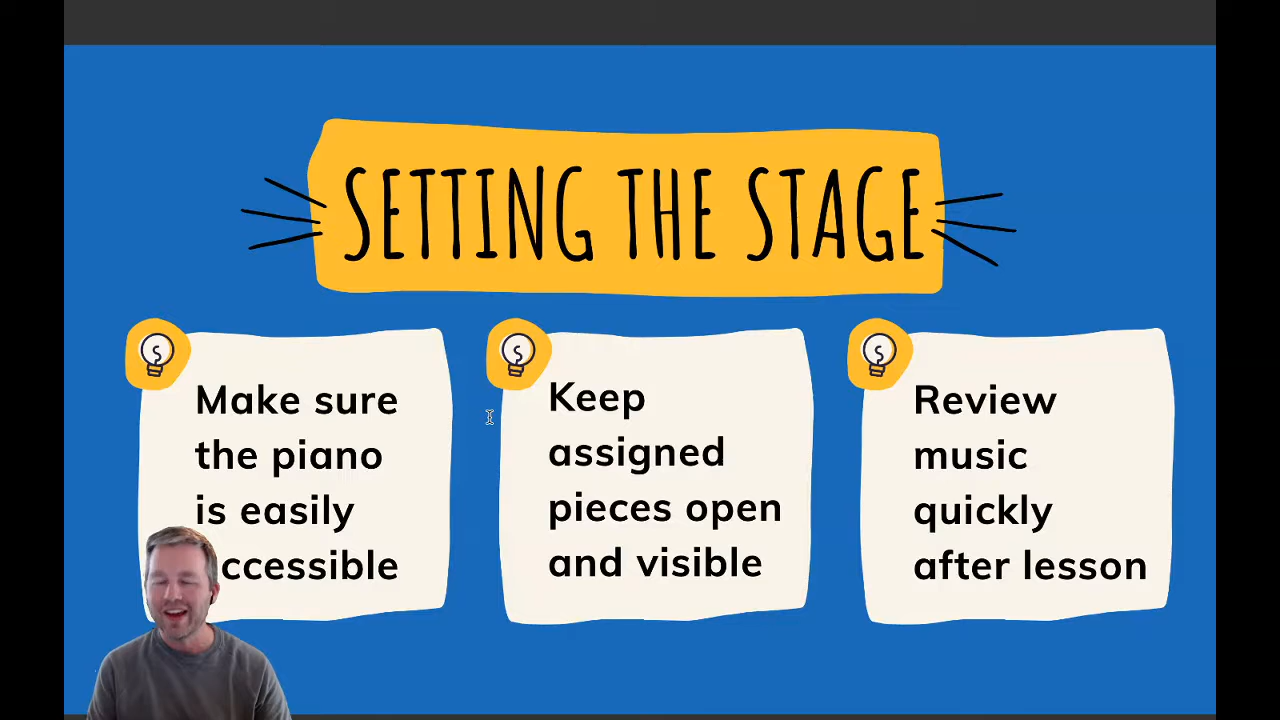 SETTING THE STAGE
Make sure
the piano
is easily
ccessible
Keep
assigned
pieces open
and visible
Review
music
quickly
after lesson